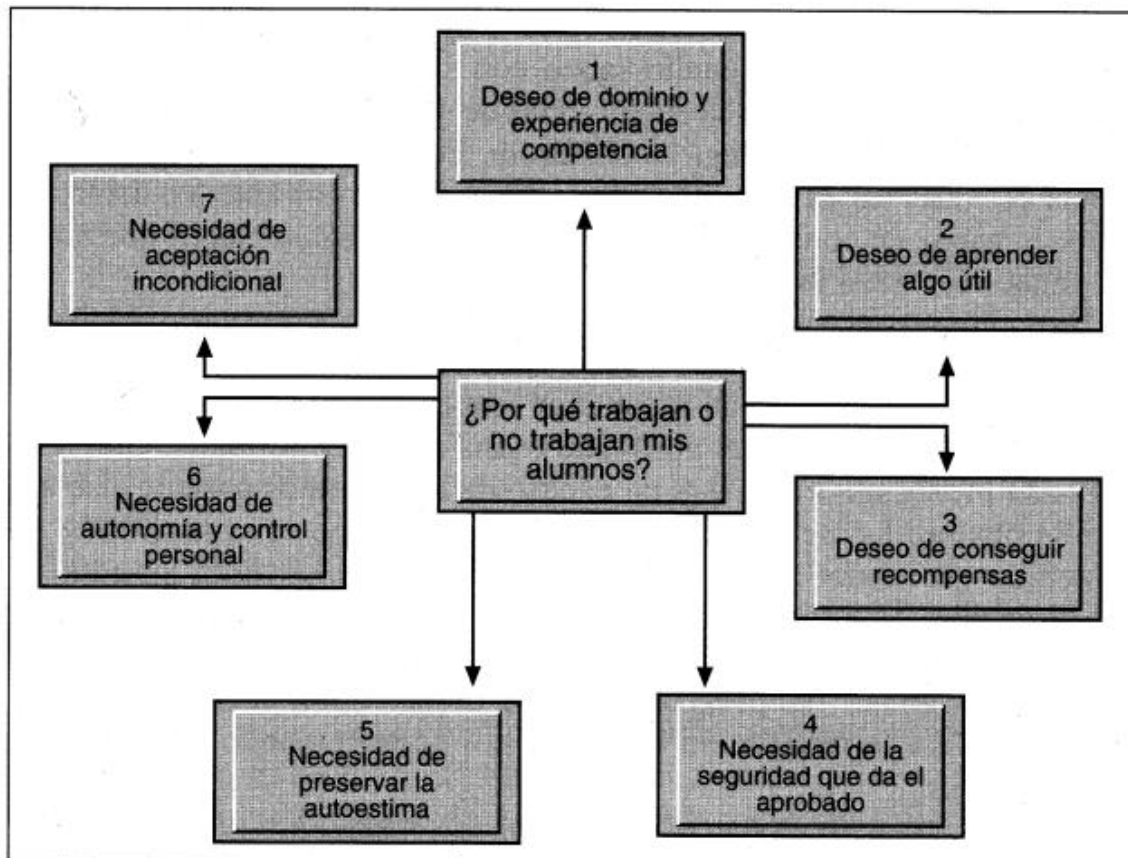 1
Deseo de dominio y
experiencia de
competencia
7
Necesidad de
aceptación
incondicional
2
Deseo de aprender
algo útil
¿Por qué trabajan o
no trabajan mis
alumnos?
6
Necesidad de
autonomía y control
personal
3
Deseo de conseguir
recompensas
5
Necesidad de
preservar la
autoestima
4
Necesidad de la
seguridad que da el
aprobado